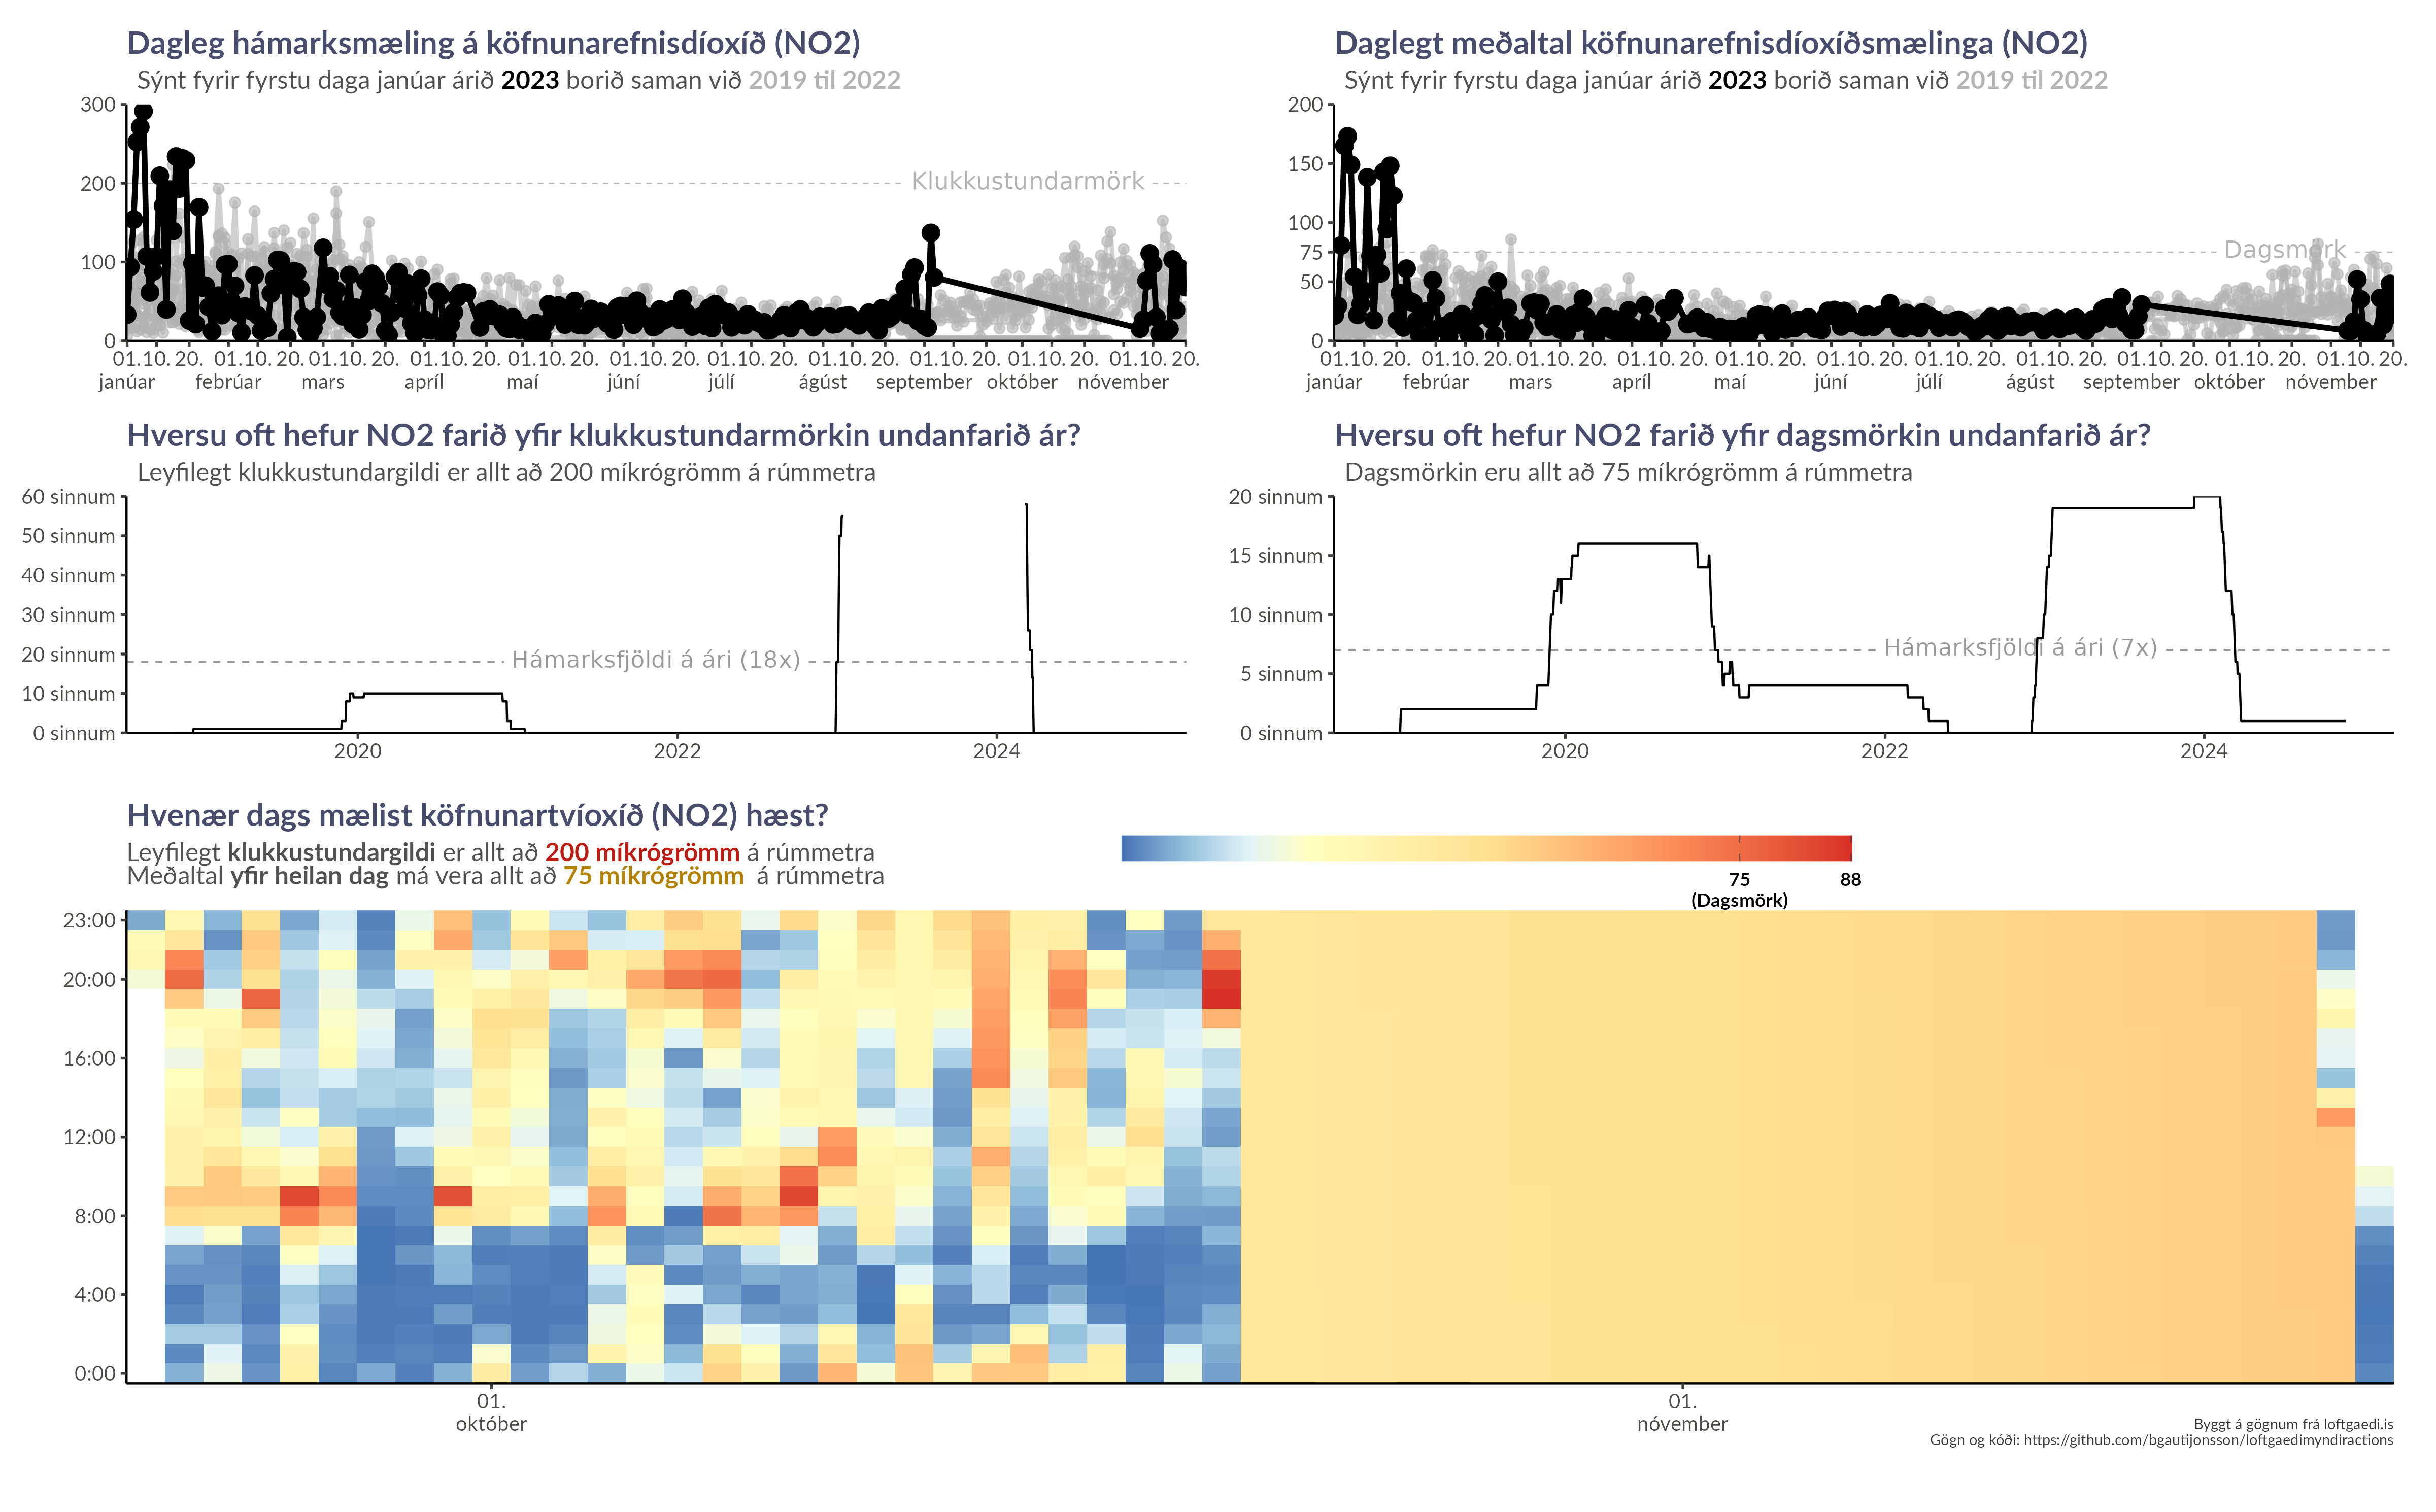 Dagleg hámarksmæling á köfnunarefnisdíoxíð (NO2)
Sýnt fyrir fyrstu daga janúar árið 2023 borið saman við 2019 til 2022
300
200
100
0
Klukkustundarmörk
01. 10. 20. 01. 10. 20. 01. 10. 20. 01. 10. 20. 01. 10. 20. 01. 10. 20. 01. 10. 20. 01. 10. 20. 01. 10. 20. 01. 10. 20. 01. 10. 20.
janúar febrúar mars apríl maí júní júlí ágúst september október nóvember
Daglegt meðaltal köfnunarefnisdíoxíðsmælinga (NO2)
Sýnt fyrir fyrstu daga janúar árið 2023 borið saman við 2019 til 2022
200
150
100
75
50
0
Dagsmörk
01. 10. 20. 01. 10. 20. 01. 10. 20. 01. 10. 20. 01. 10. 20. 01. 10. 20. 01. 10. 20. 01. 10. 20. 01. 10. 20. 01. 10. 20. 01. 10. 20.
janúar febrúar mars apríl maí júní júlí ágúst september október nóvember
Hversu oft hefur NO2 farið yfir klukkustundarmörkin undanfarið ár?
Leyfilegt klukkustundargildi er allt að 200 míkrógrömm á rúmmetra
60 sinnum
50 sinnum
40 sinnum
30 sinnum
20 sinnum
10 sinnum
0 sinnum
Hámarksfjöldi á ári (18x)
2020 2022 2024
Hversu oft hefur NO2 farið yfir dagsmörkin undanfarið ár?
Dagsmörkin eru allt að 75 míkrógrömm á rúmmetra
20 sinnum
15 sinnum
10 sinnum
5 sinnum
0 sinnum
Hámarksfjöldi á ári (7x)
2020 2022 2024
Hvenær dags mælist köfnunartvíoxíð (NO2) hæst?
Leyfilegt klukkustundargildi er allt að 200 míkrógrömm á rúmmetra
Meðaltal yfir heilan dag má vera allt að 75 míkrógrömm á rúmmetra
75 88
(Dagsmörk)
23:00
20:00
16:00
12:00
8:00
4:00
0:00
01. 01.
október nóvember
Byggt á gögnum frá loftgaedi.is
Gögn og kóði: https://github.com/bgautijonsson/loftgaedimyndiractions